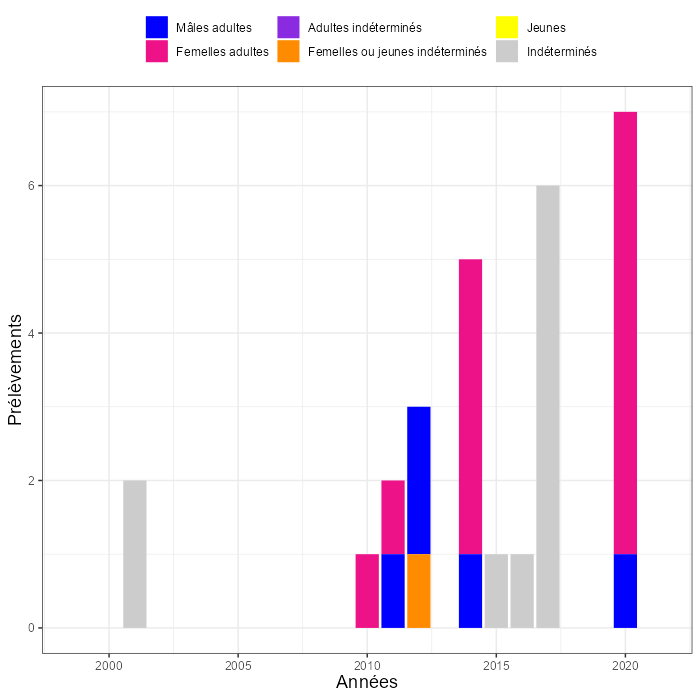 Mâles adultes Adultes indéterminés Jeunes
Femelles adultes Femelles ou jeunes indéterminés Indéterminés
6
4
2
0
Prélèvements
2000 2005 2010 2015 2020
Années